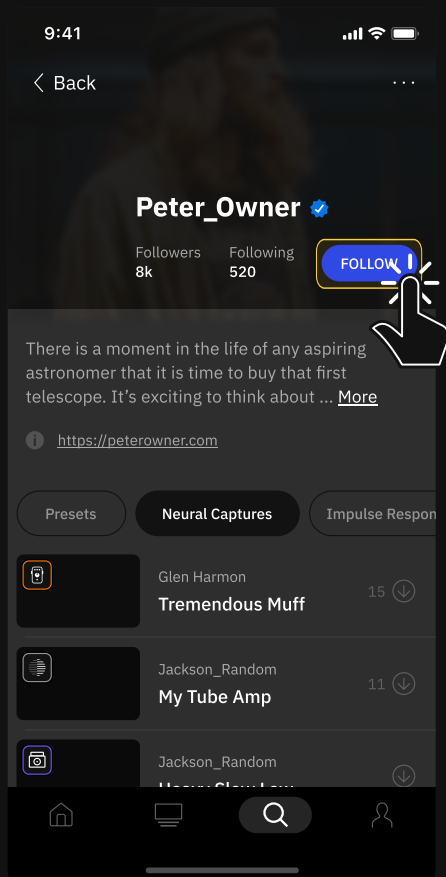 9:41
Back
Peter_Owner
Followers
Following
8k
520
FOLLOW
There is a moment in the life of any aspiring
astronomer that it is time to buy that first
telescope. It’s exciting to think about ... More
https://peterowner.com
Presets
Neural Captures
Impulse Respon
Glen Harmon
Tremendous Muff
15
Jackson_Random
My Tube Amp
11
Jackson_Random